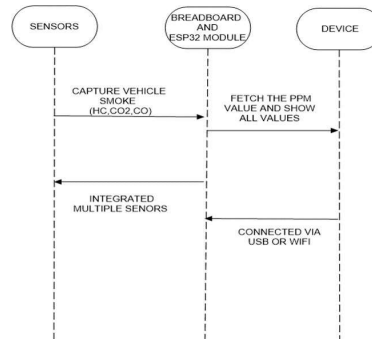 SENSORS
BREADBOARD
AND
ESP32 MODULE
DEVICE
CAPTURE VEHICLE
SMOKE
(HC,CO2,CO)
FETCH THE PPM
VALUE AND SHOW
ALL VALUES
INTEGRATED
MULTIPLE SENORS
CONNECTED VIA
USB OR WIFI